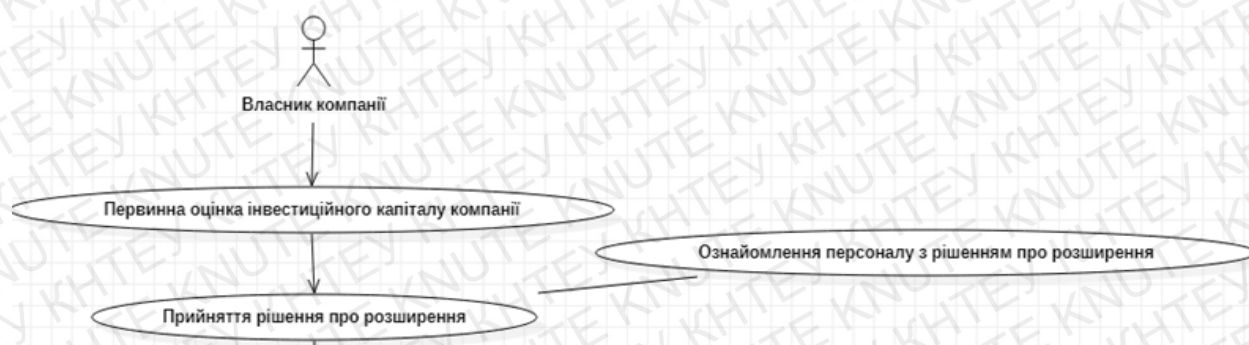 Власник компанії
Первинна оцінка інвестиційного капіталу компанії
Ознайомлення персоналу з рішенням про розширення
Прийняття рішення про розширення